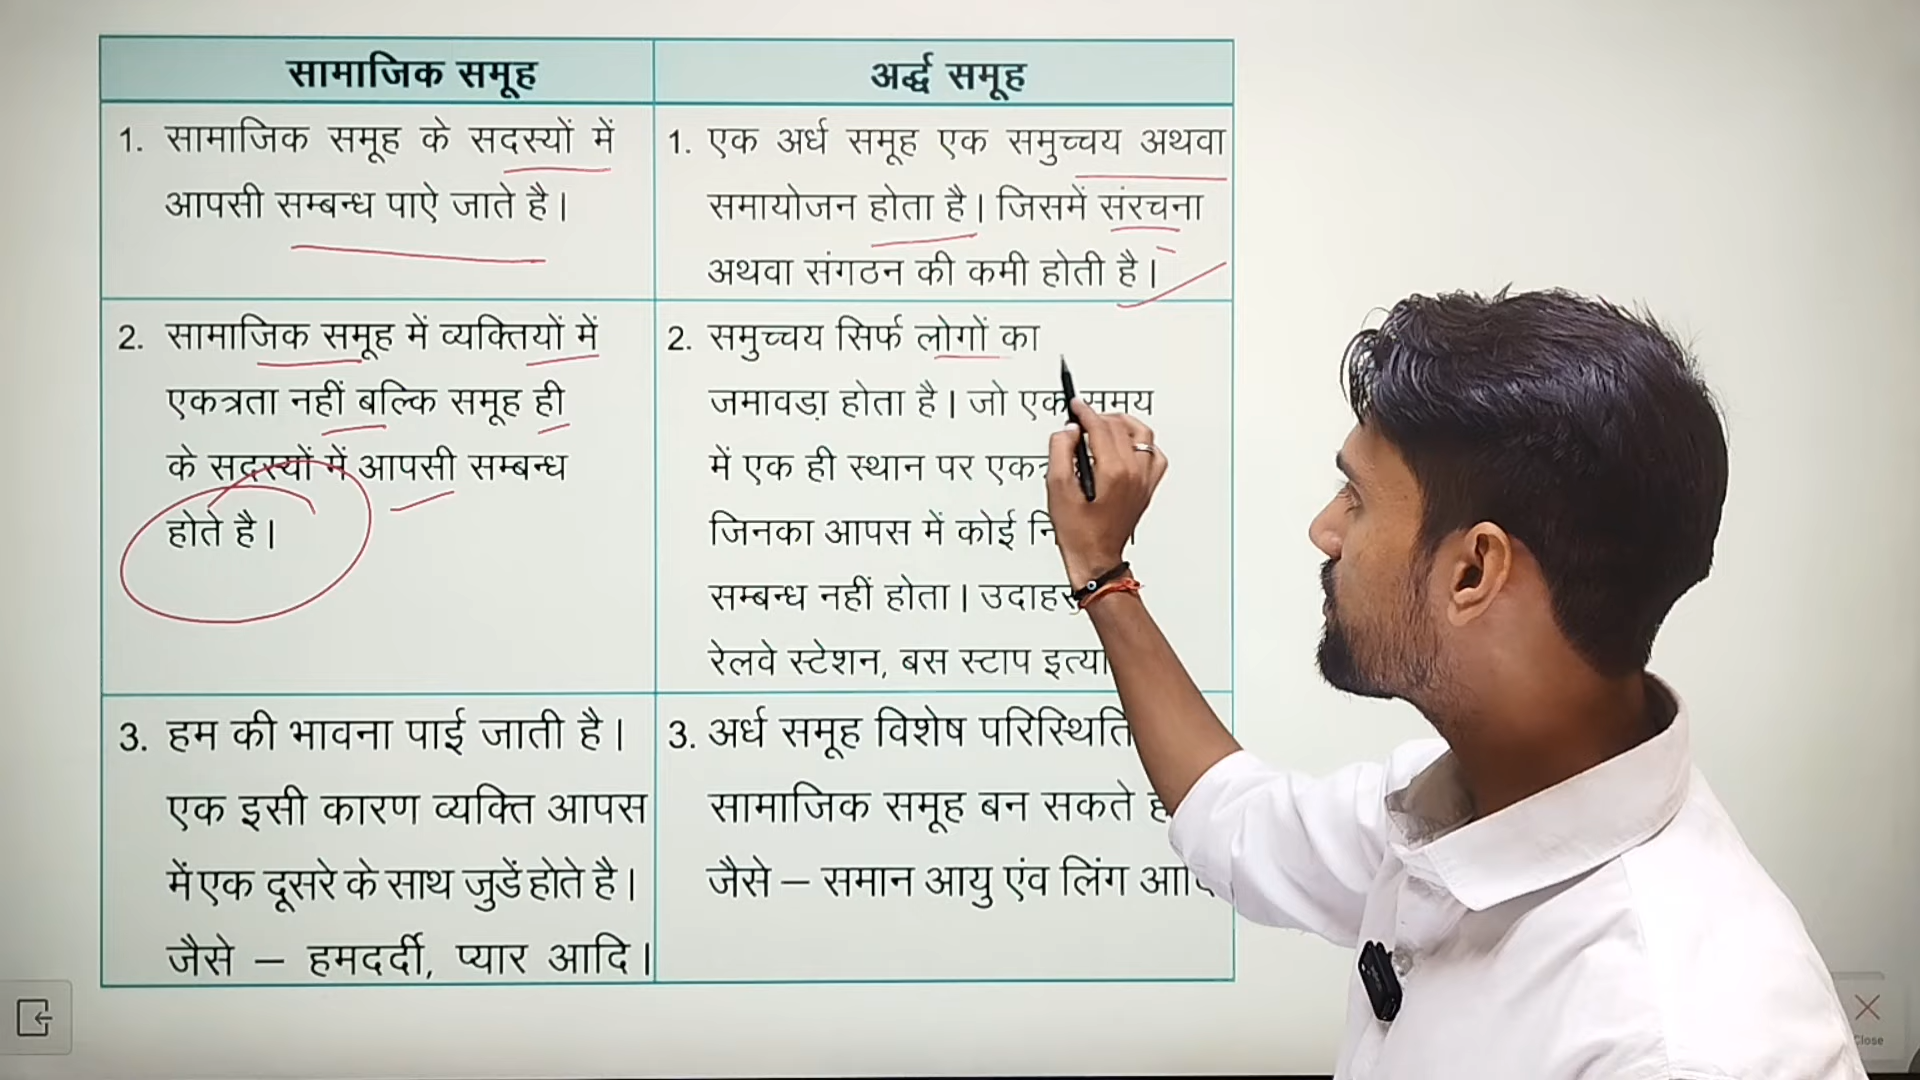 सामाजिक समूह
अर्द्ध समूह
1. सामाजिक समूह के सदस्यों में
आपसी सम्बन्ध पाऐ जाते है।
1. एक अर्ध समूह एक समुच्चय अथवा
समायोजन होता है। जिसमें संरचना
अथवा संगठन की कमी होती है।
2. सामाजिक समूह में व्यक्तियों में
एकत्रता नहीं बल्कि समूह ही
के सदस्यों में आपसी सम्बन्ध
होते है।
2. समुच्चय सिर्फ लोगों का
जमावडा़ होता है। जो एक समय
में एक ही स्थान पर
जिनका आपस में कोई
सम्बन्ध नहीं होता।
रेलवे स्टेशन, बस स्टाप
3. हम की भावना पाई जाती है।
एक इसी कारण व्यक्ति आपस
में एक दूसरे के साथ जुडें होते है।
जैसे – हमदर्दी, प्यार आदि।
3. अर्ध समूह विशेष
सामाजिक समूह बन सकते
जैसे – समान आयु एंव लिंग
Close